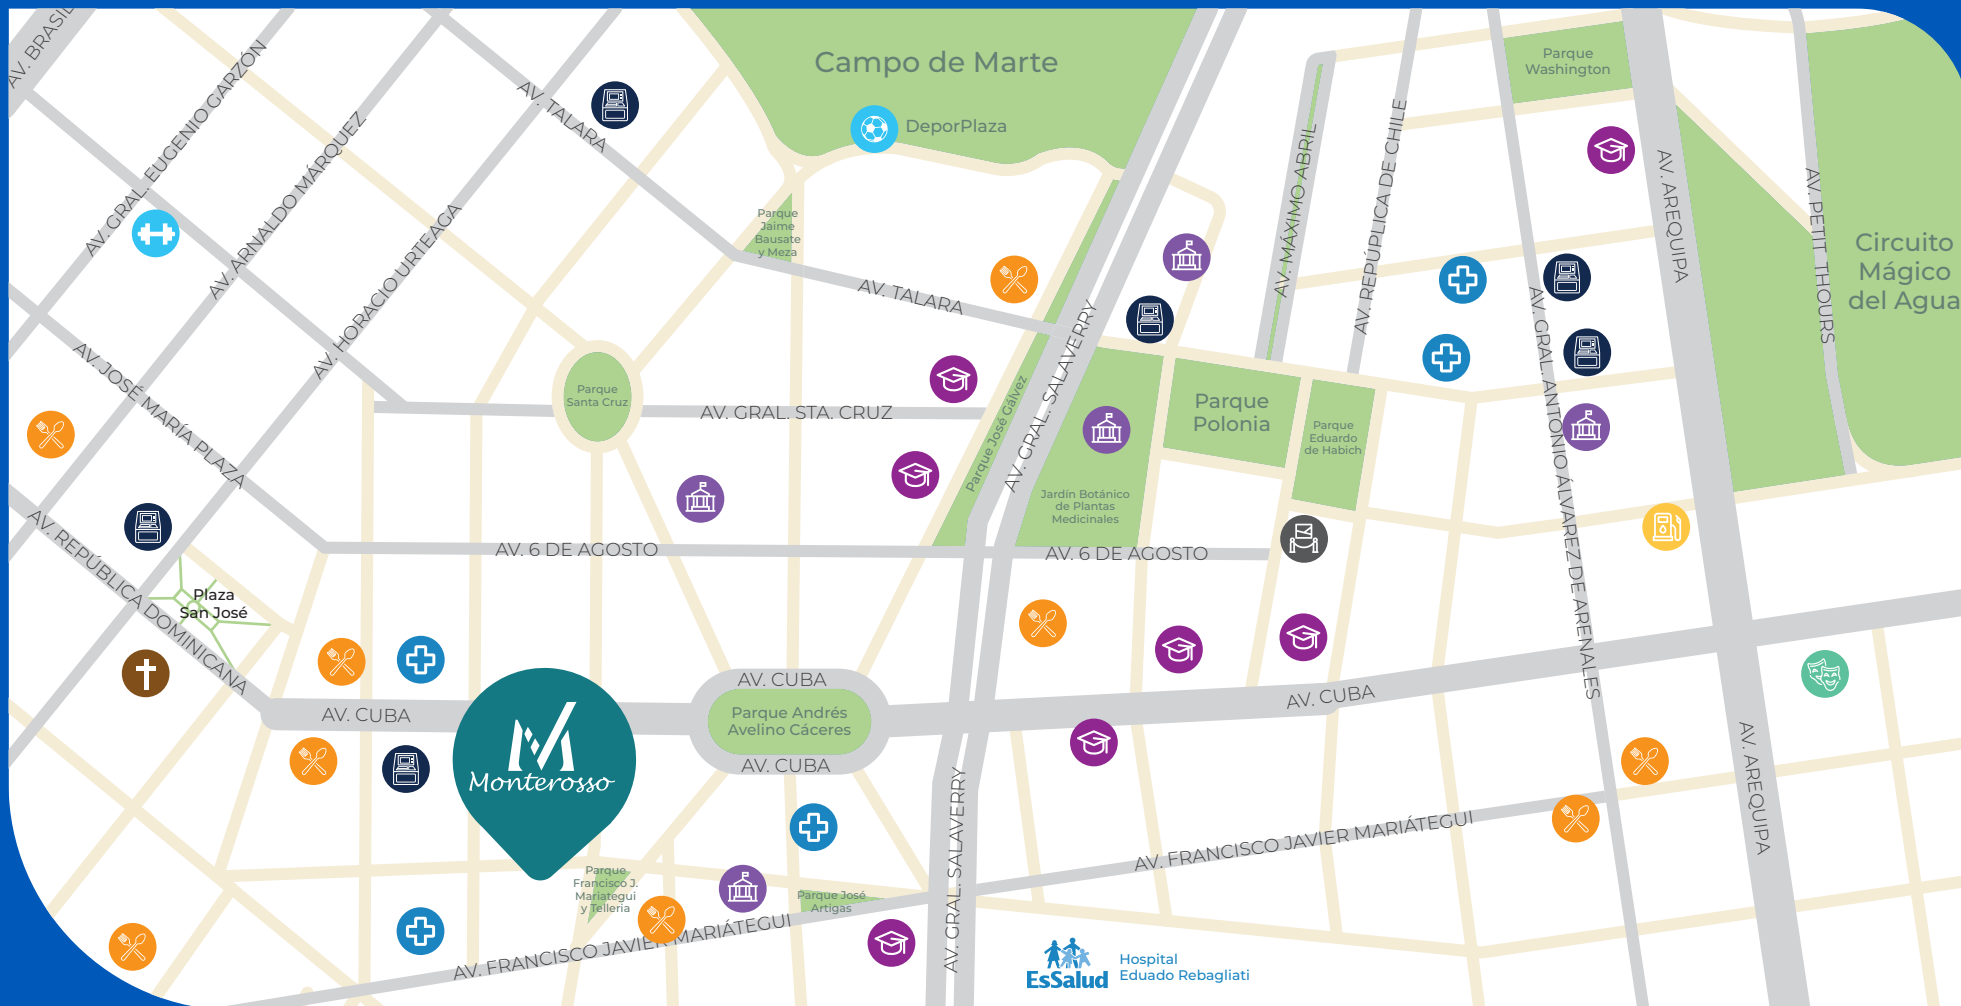 AV. BRASIL
AV. GRAL. EUGENIO GARZÓN
AV. ARNALDO MÁRQUEZ
AV. HORACIO URTEAGA
AV. TALARA
Campo de Marte
DeporPlaza
Parque
Jaime
Bausate
y Meza
AV. TALARA
Parque
Washington
AV. MÁXIMO ABRIL
AV. REPÚPLICA DE CHILE
AV. AREQUIPA
AV. PETIT THOURS
Circuito
Mágico
del Agua
AV. JOSÉ MARÍA PLAZA
Parque
Santa Cruz
AV. GRAL. STA. CRUZ
Parque José Gálvez
AV. GRAL. SALAVERRY
Parque
Polonia
Parque
Eduardo
de Habich
Jardín Botánico
de Plantas
Medicinales
AV. GRAL. ANTONIO ÁLVAREZ DE ARENALES
AV. REPÚBLICA DOMINICANA
AV. 6 DE AGOSTO
AV. 6 DE AGOSTO
Plaza
San José
AV. CUBA
AV. CUBA
Parque Andrés
Avelino Cáceres
AV. CUBA
AV. CUBA
Monterosso
AV. GRAL. SALAVERRY
AV. AREQUIPA
AV. FRANCISCO JAVIER MARIÁTEGUI
Parque
Francisco J.
Mariategui
y Telleria
Parque José
Artigas
AV. FRANCISCO JAVIER MARIÁTEGUI
EsSalud
Hospital
Eduado Rebagliati